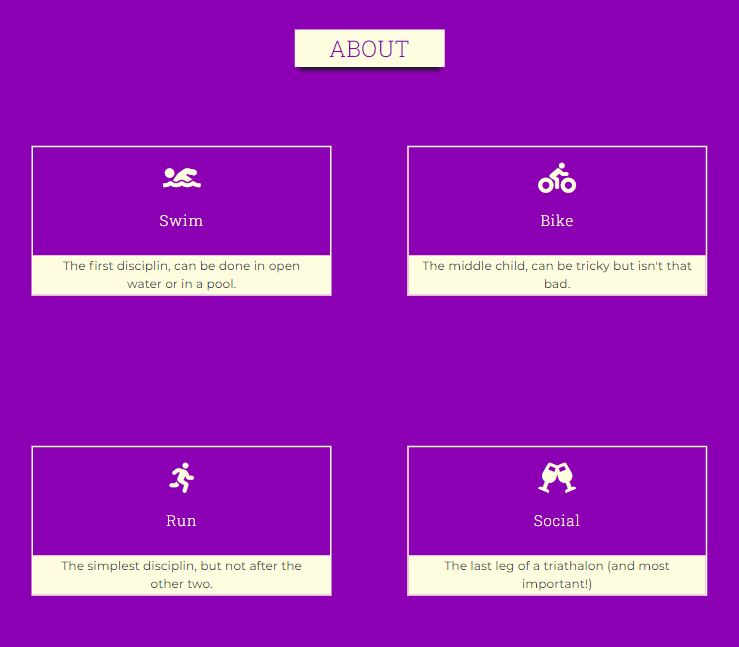 ABOUT
Swim
The first disciplin, can be done in open
water or in a pool.
Bike
The middle child, can be tricky but isn't that
bad.
Run
The simplest disciplin, but not after the
other two.
Social
The last leg of a triathalon (and most
important!)